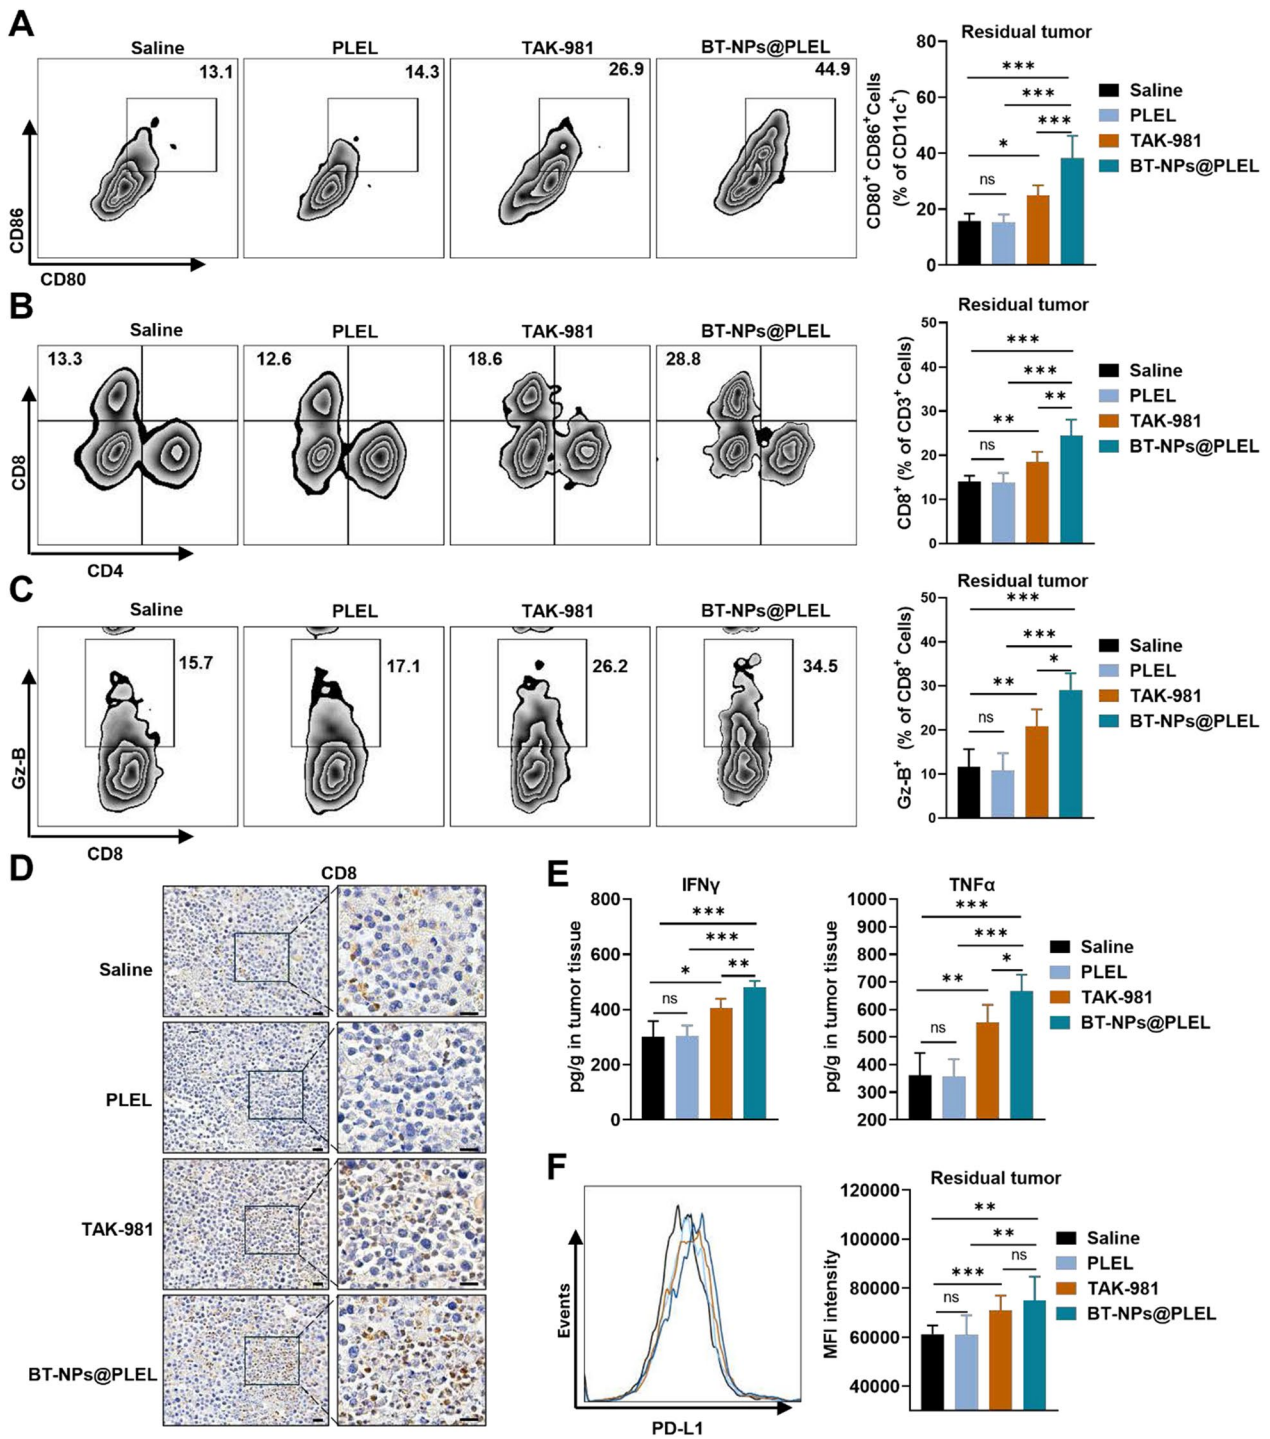 A
Saline
PLEL
TAK-981
BT-NPs@PLEL
13.1
14.3
26.9
44.9
CD86
CD80
Residual tumor
CD80+ CD86+Cells
(% of CD11c+)
80
60
40
20
0
***
***
***
*
ns
Saline
PLEL
TAK-981
BT-NPs@PLEL
B
Saline
PLEL
TAK-981
BT-NPs@PLEL
13.3
12.6
18.6
28.8
CD8
CD4
Residual tumor
CD8+ (% of CD3+ Cells)
50
40
30
20
10
0
***
***
**
**
ns
Saline
PLEL
TAK-981
BT-NPs@PLEL
C
Saline
PLEL
TAK-981
BT-NPs@PLEL
15.7
17.1
26.2
34.5
Gz-B
CD8
Residual tumor
Gz-B+ (% of CD8+ Cells)
50
40
30
20
10
0
***
***
*
**
ns
Saline
PLEL
TAK-981
BT-NPs@PLEL
D
CD8
Saline
PLEL
TAK-981
BT-NPs@PLEL
E
IFNγ
pg/g in tumor tissue
800
600
400
200
0
***
***
**
*
ns
TNFα
pg/g in tumor tissue
1000
900
800
700
600
500
400
300
200
***
***
*
**
ns
Saline
PLEL
TAK-981
BT-NPs@PLEL
F
Events
PD-L1
Residual tumor
MFI intensity
120000
100000
80000
60000
40000
**
**
ns
***
ns
Saline
PLEL
TAK-981
BT-NPs@PLEL